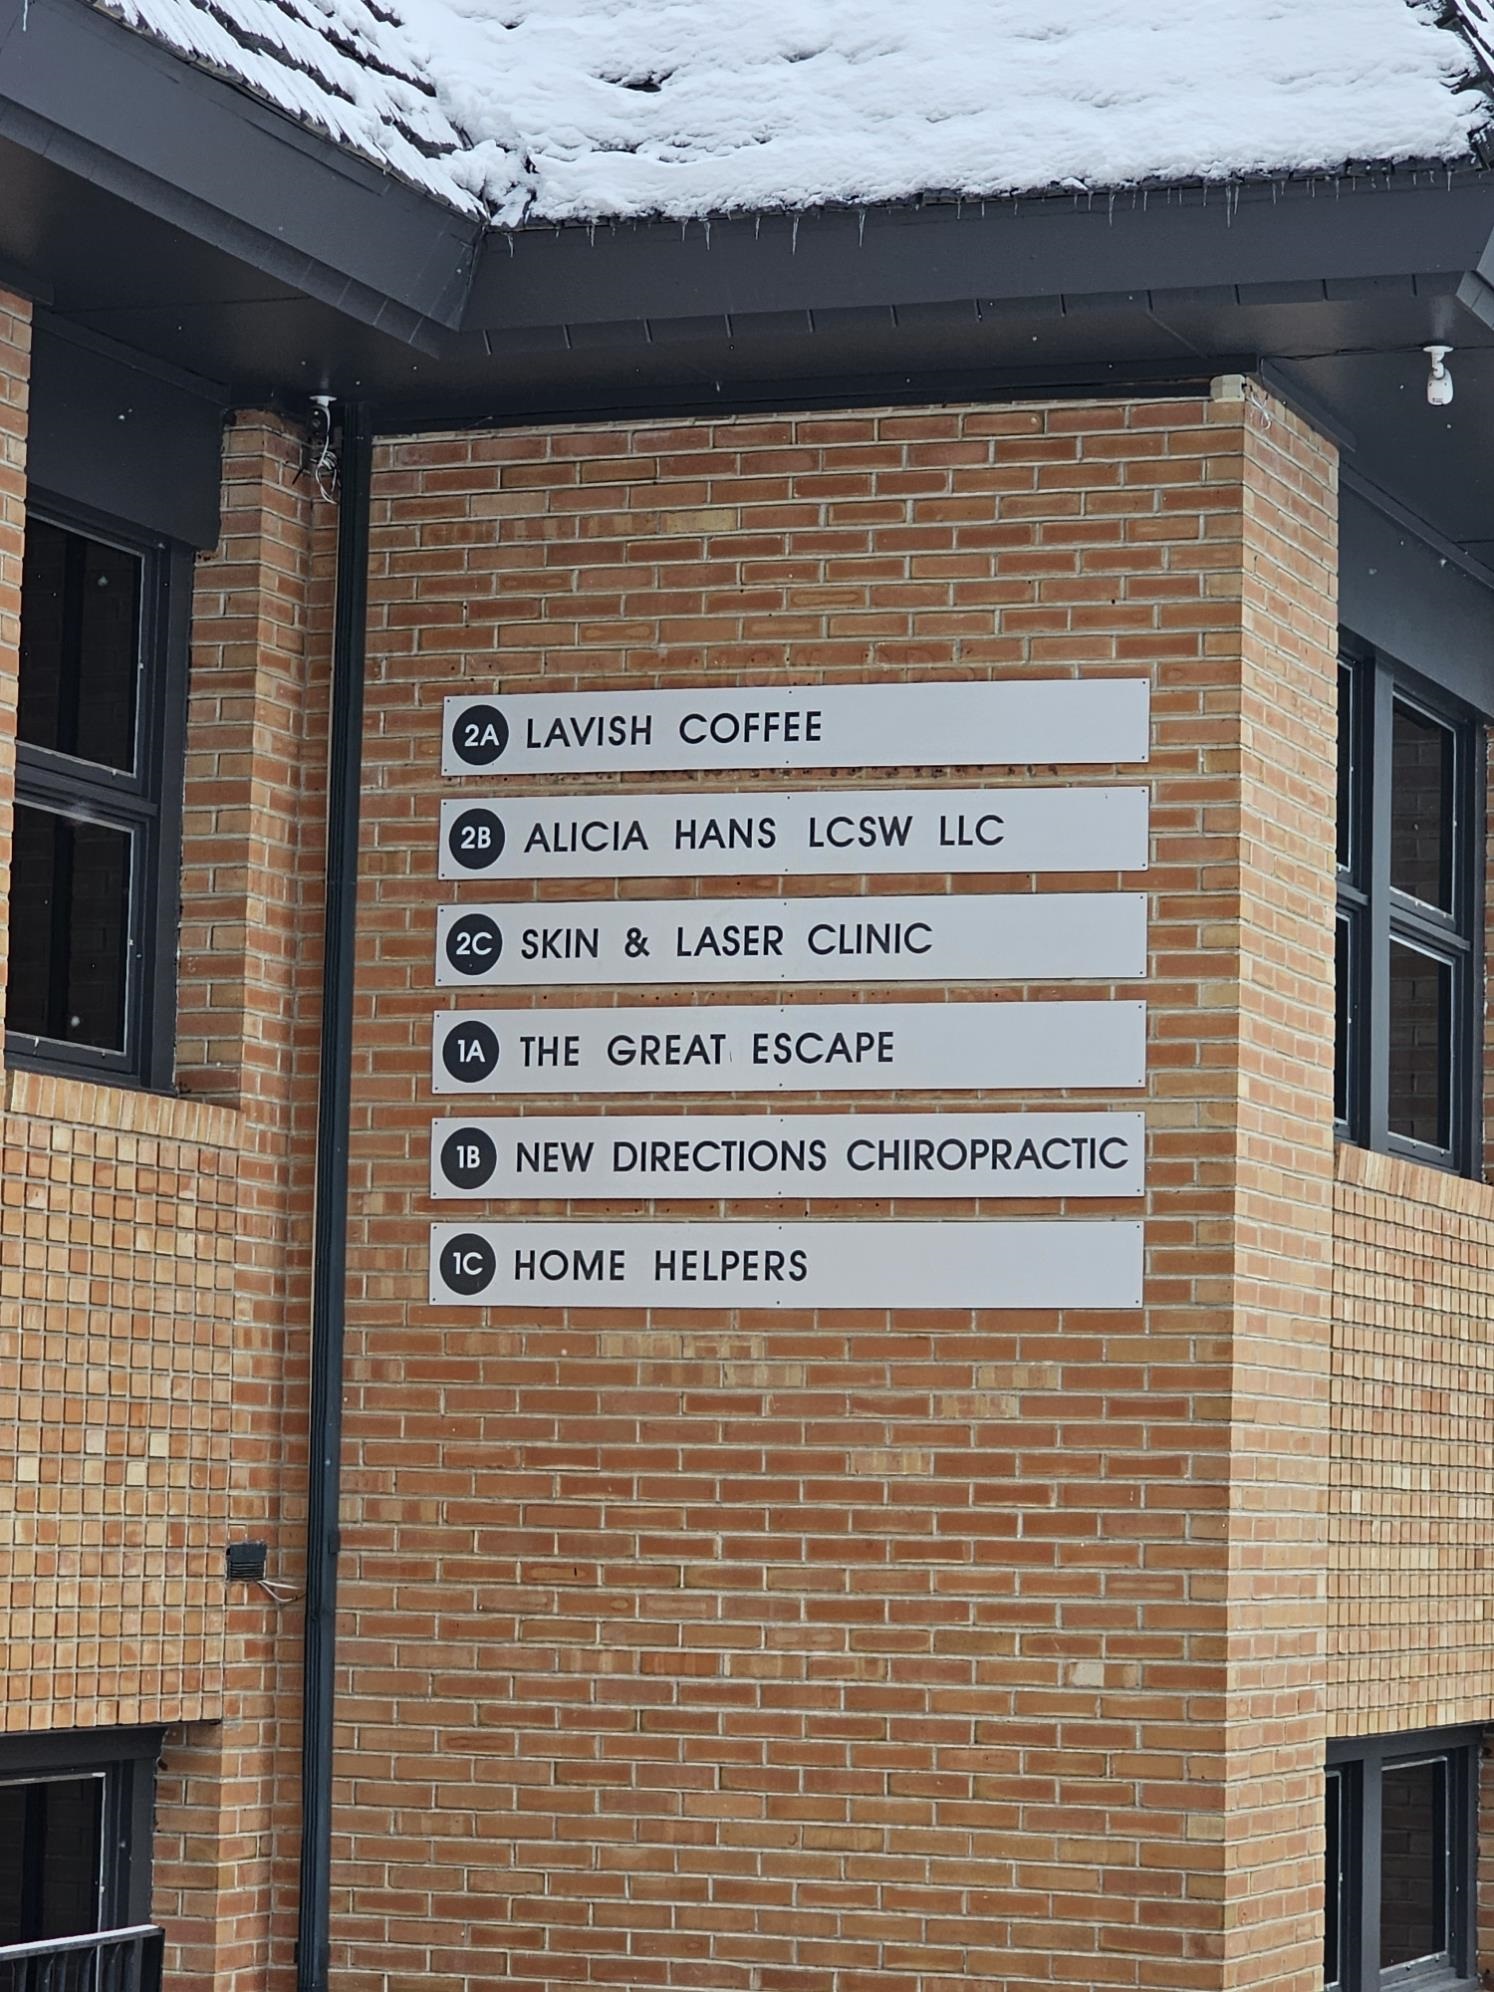 2A LAVISH COFFEE
2B ALICIA HANS LCSW LLC
2C SKIN & LASER CLINIC
1A THE GREAT ESCAPE
1B NEW DIRECTIONS CHIROPRACTIC
1C HOME HELPERS